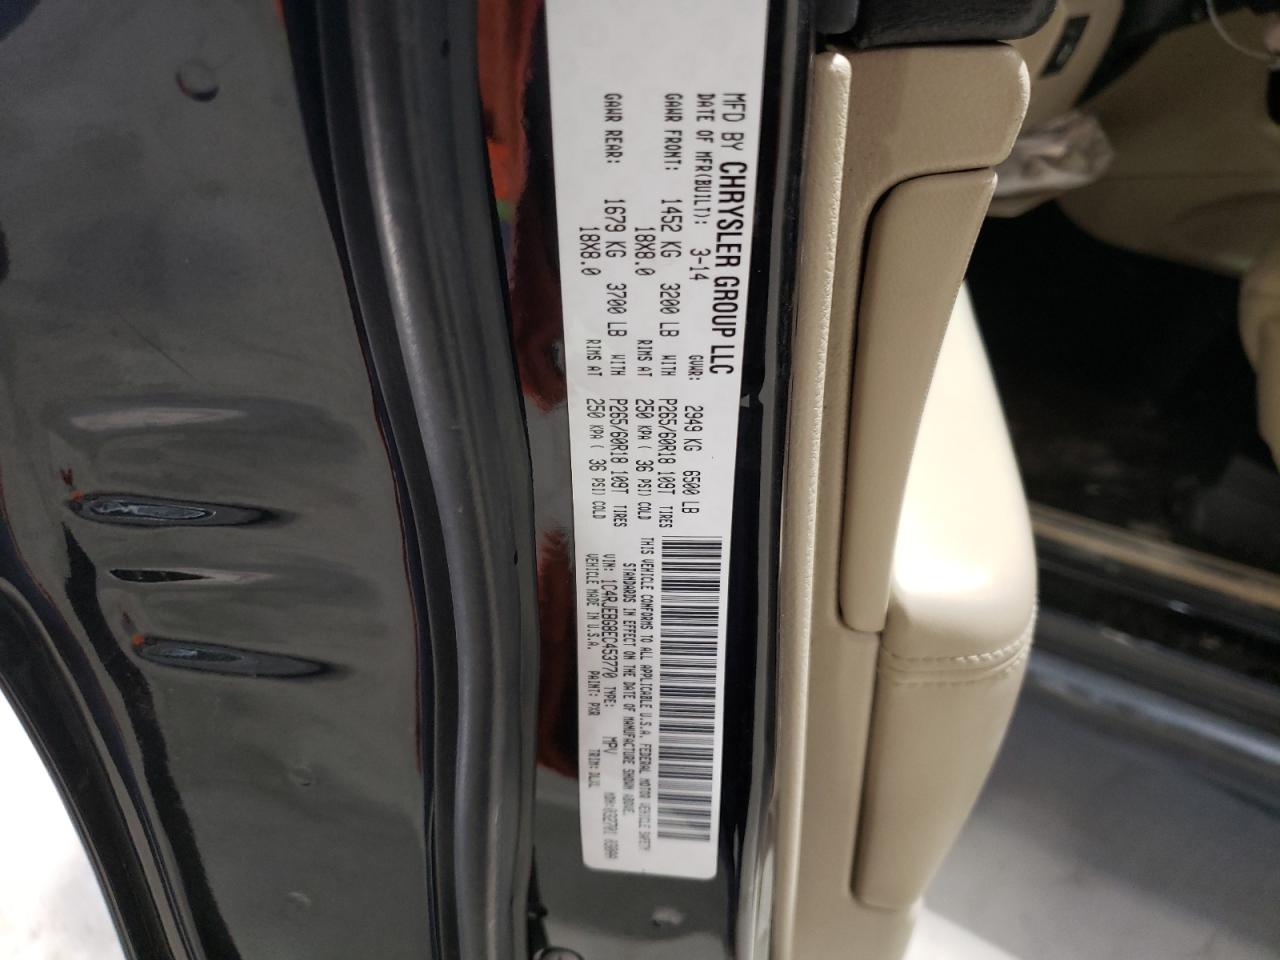 MFD BY CHRYSLER GROUP LLC
DATE OF MFR(BUILT): 3-14 GVWR: 2949 KG 6500 LB
GAWR FRONT: 1452 KG 3200 LB WITH P265/60R18 109T TIRES
18X8.0 RIMS AT 250 KPA ( 36 PSI) COLD
GAWR REAR: 1679 KG 3700 LB WITH P265/60R18 109T TIRES
18X8.0 RIMS AT 250 KPA ( 36 PSI) COLD
THIS VEHICLE CONFORMS TO ALL APPLICABLE U.S.A. FEDERAL MOTOR VEHICLE SAFETY
STANDARDS IN EFFECT ON THE DATE OF MANUFACTURE SHOWN ABOVE.
VIN: 1C4RJEBG8EC453770 TYPE: MPV
VEHICLE MADE IN U.S.A. PAINT: PXR TRIM: